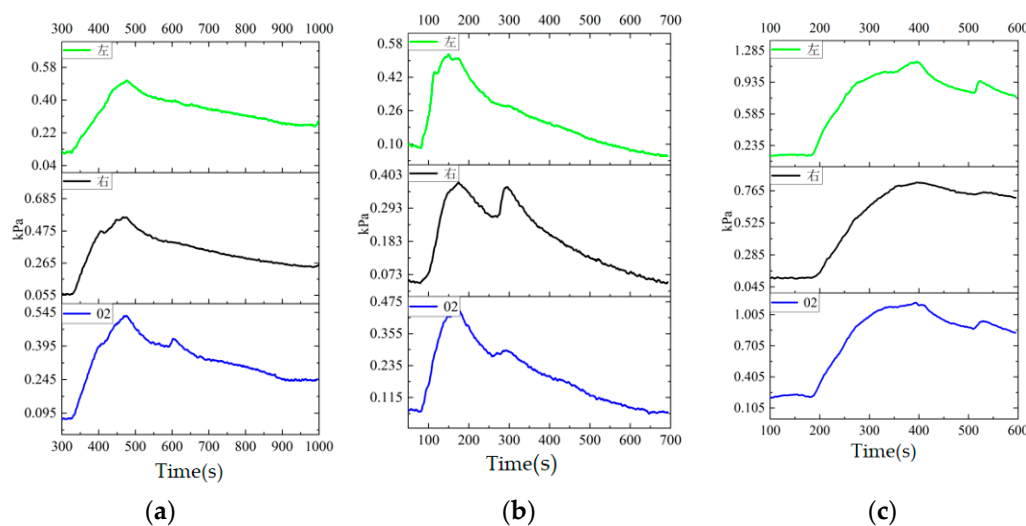 300 400 500 600 700 800 900 1000
左
0.58
0.40
0.22
0.04
右
0.685
0.475
0.265
0.055
kPa
02
0.545
0.395
0.245
0.095
300 400 500 600 700 800 900 1000
Time(s)
(a)
100 200 300 400 500 600 700
左
0.58
0.42
0.26
0.10
右
0.403
0.293
0.183
0.073
kPa
02
0.475
0.355
0.235
0.115
100 200 300 400 500 600 700
Time(s)
(b)
100 200 300 400 500 600
左
1.285
0.935
0.585
0.235
右
0.765
0.525
0.285
0.045
kPa
02
1.005
0.705
0.405
0.105
100 200 300 400 500 600
Time(s)
(c)